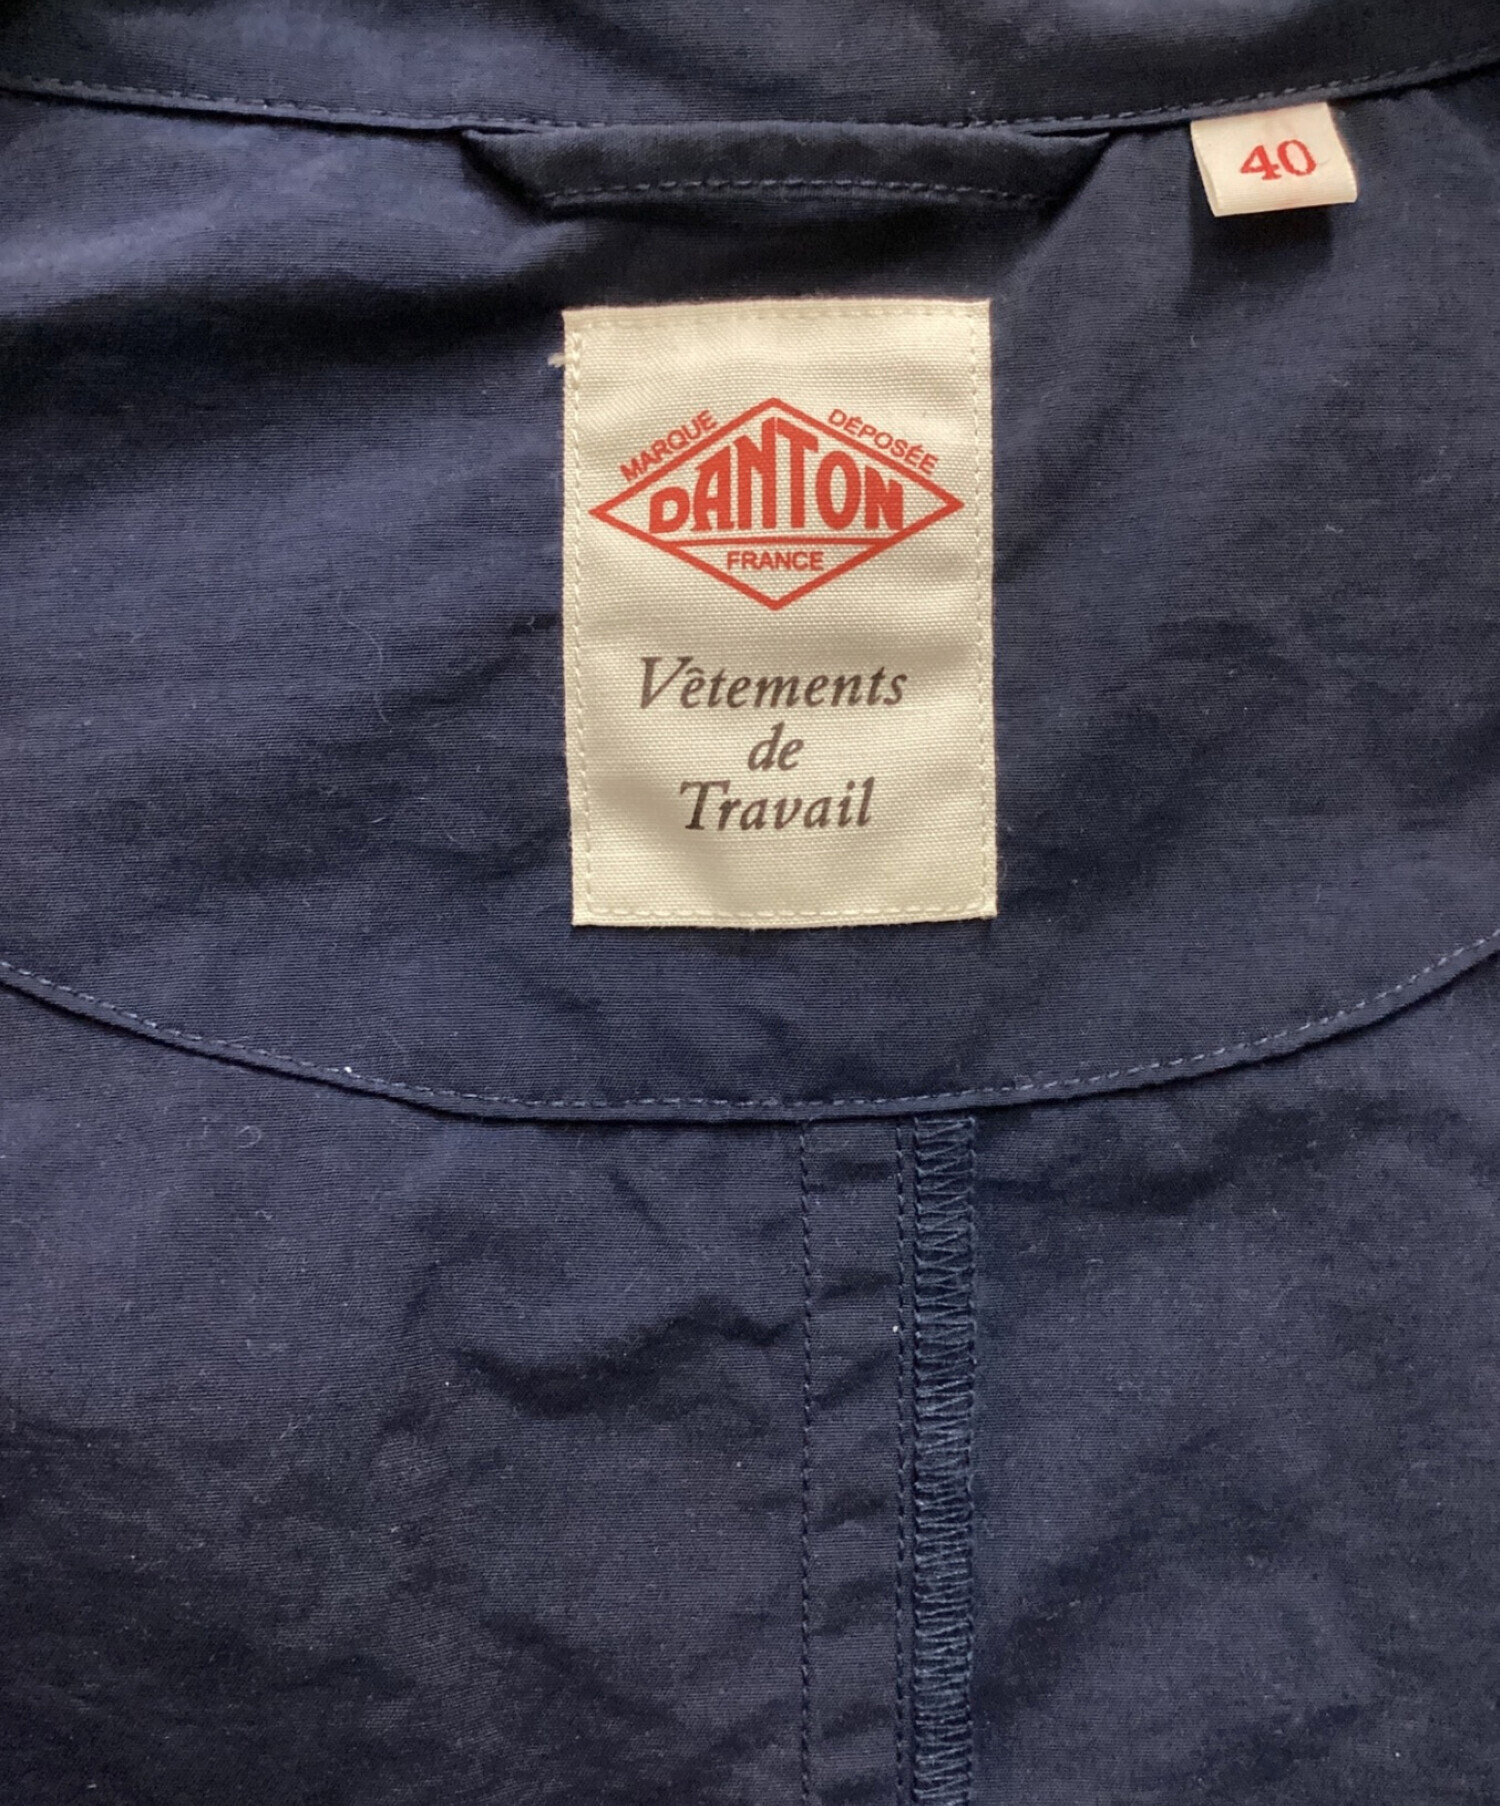 40
MARQUE DÉPOSÉE
DANTON
FRANCE
Vêtements
de
Travail